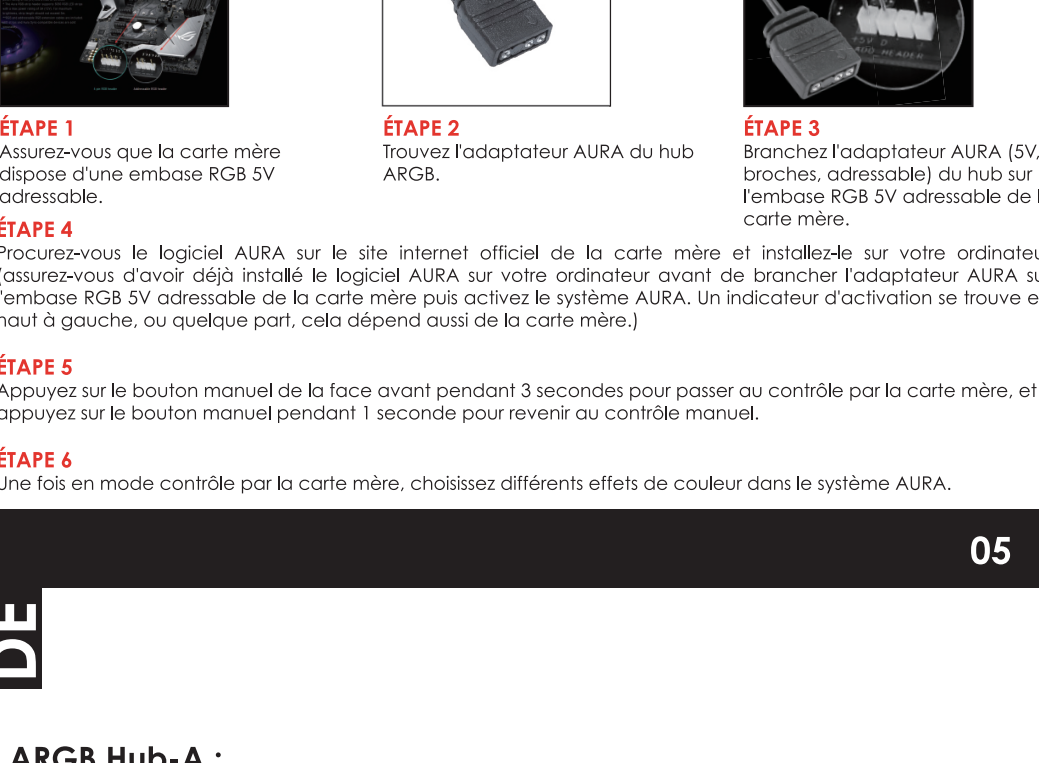 +5V D
ADD HEADER
ÉTAPE 1
Assurez-vous que la carte mère
dispose d'une embase RGB 5V
adressable.
ÉTAPE 2
Trouvez l'adaptateur AURA du hub
ARGB.
ÉTAPE 3
Branchez l'adaptateur AURA (5V,
broches, adressable) du hub sur
l'embase RGB 5V adressable de l
carte mère.
ÉTAPE 4
Procurez-vous le logiciel AURA sur le site internet officiel de la carte mère et installez-le sur votre ordinateu
(assurez-vous d'avoir déjà installé le logiciel AURA sur votre ordinateur avant de brancher l'adaptateur AURA su
l'embase RGB 5V adressable de la carte mère puis activez le système AURA. Un indicateur d'activation se trouve e
haut à gauche, ou quelque part, cela dépend aussi de la carte mère.)
ÉTAPE 5
Appuyez sur le bouton manuel de la face avant pendant 3 secondes pour passer au contrôle par la carte mère, et
appuyez sur le bouton manuel pendant 1 seconde pour revenir au contrôle manuel.
ÉTAPE 6
Une fois en mode contrôle par la carte mère, choisissez différents effets de couleur dans le système AURA.
05
DE
ARGB Hub-A :